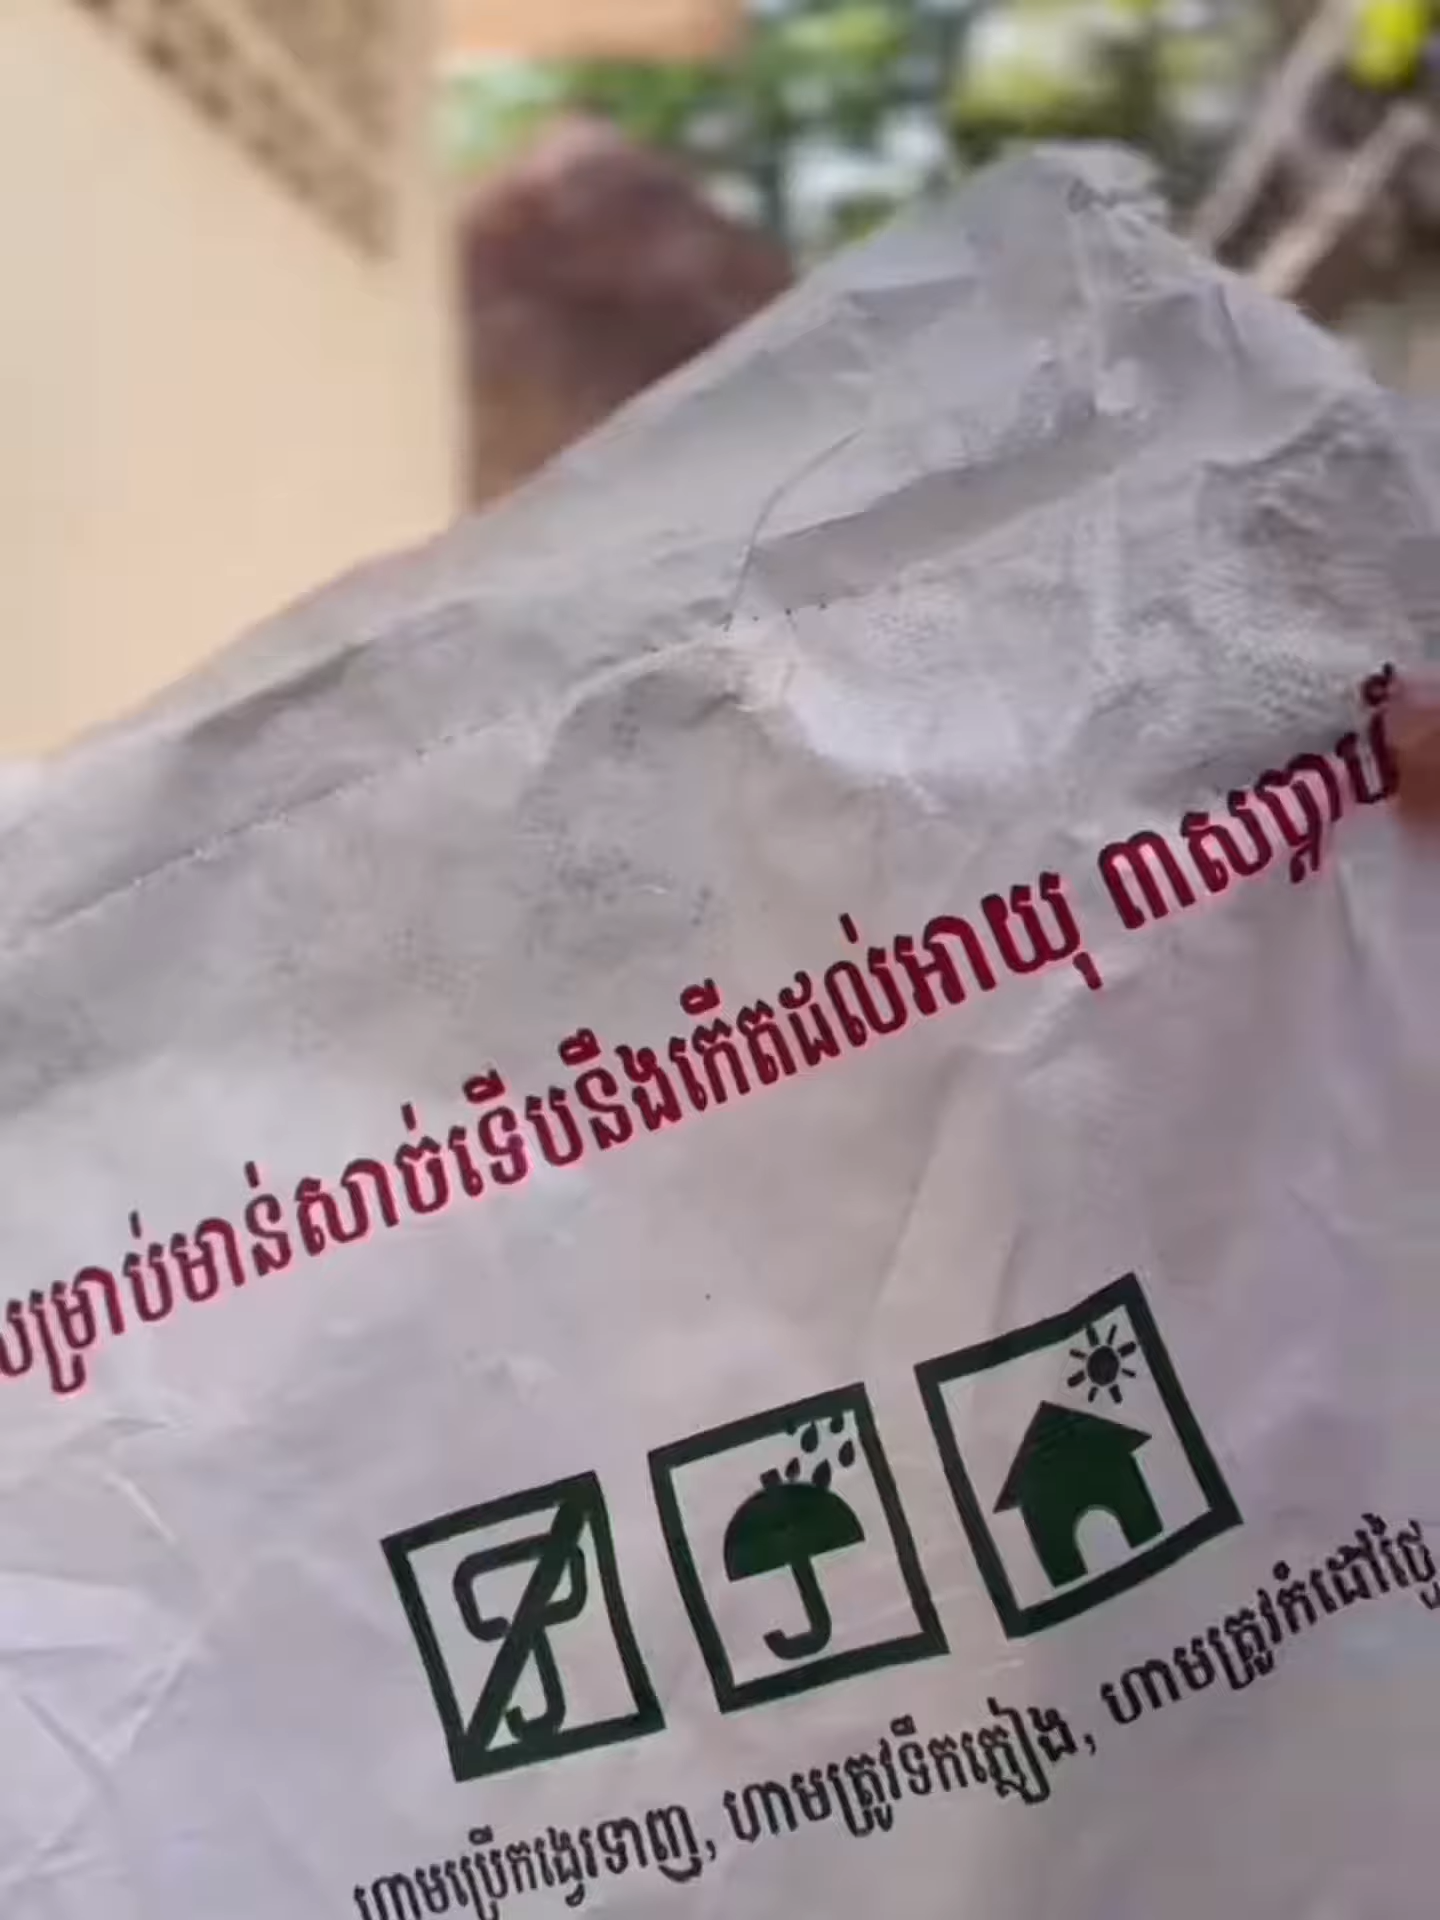 សម្រាប់មាន់សាច់ទើបនឹងកើតដល់អាយុ ៣សប្ដាហ៍
ហាមប្រើកង្វេរទាញ, ហាមត្រូវទឹកភ្លៀង, ហាមត្រូវកំដៅថ្ងៃ